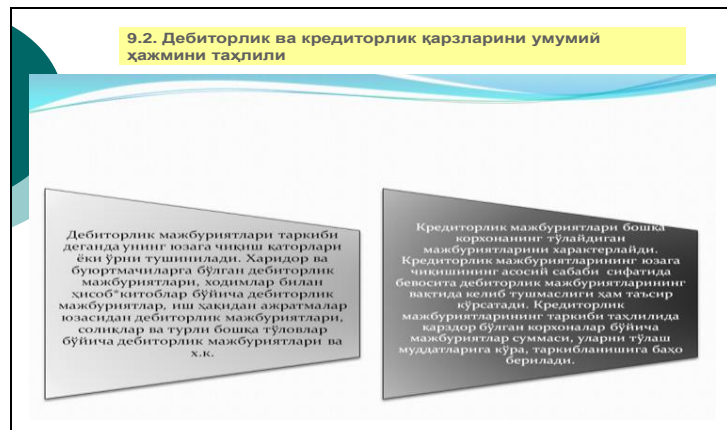 9.2. Дебиторлик ва кредиторлик қарзларини умумий
ҳажмини таҳлили
Дебиторлик мажбуриятлари таркиби
деганда унинг юзага чиқиш қаторлари
ёки ўрни тушинилади. Харидор ва
буюртмачиларга бўлган дебиторлик
мажбуриятлари, ходимлар билан
ҳисоб*китоблар бўйича дебиторлик
мажбуриятлар, иш ҳақидан ажратмалар
юзасидан дебиторлик мажбуриятлари,
солиқлар ва турли бошқа тўловлар
бўйича дебиторлик мажбуриятлари ва
х.к.
Кредиторлик мажбуриятлари бошқа
корхонанинг тўлайдиган
мажбуриятларини характерлайди.
Кредиторлик мажбуриятларининг юзага
чиқишининг асосий сабаби сифатида
бевосита дебиторлик мажбуриятларининг
вақтида келиб тушмаслиги ҳам таъсир
кўрсатади. Кредиторлик
мажбуриятларининг таркиби таҳлилида
қарздор бўлган корхоналар бўйича
мажбуриятлар суммаси, уларни тўлаш
муддатларига кўра, таркибланишига баҳо
берилади.